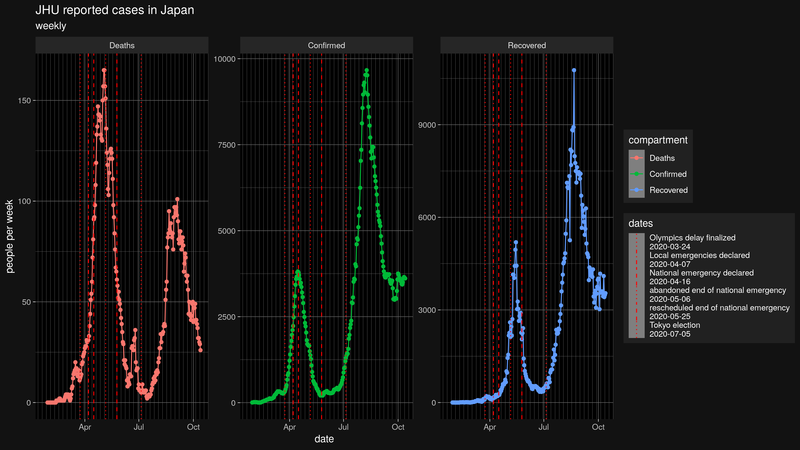 JHU reported cases in Japan
weekly
Deaths
Confirmed
Recovered
people per week
150
100
50
0
10000
7500
5000
2500
0
9000
6000
3000
0
Apr Jul Oct
Apr Jul Oct
Apr Jul Oct
date
compartment
Deaths
Confirmed
Recovered
dates
Olympics delay finalized
2020-03-24
Local emergencies declared
2020-04-07
National emergency declared
2020-04-16
abandoned end of national emergency
2020-05-06
rescheduled end of national emergency
2020-05-25
Tokyo election
2020-07-05